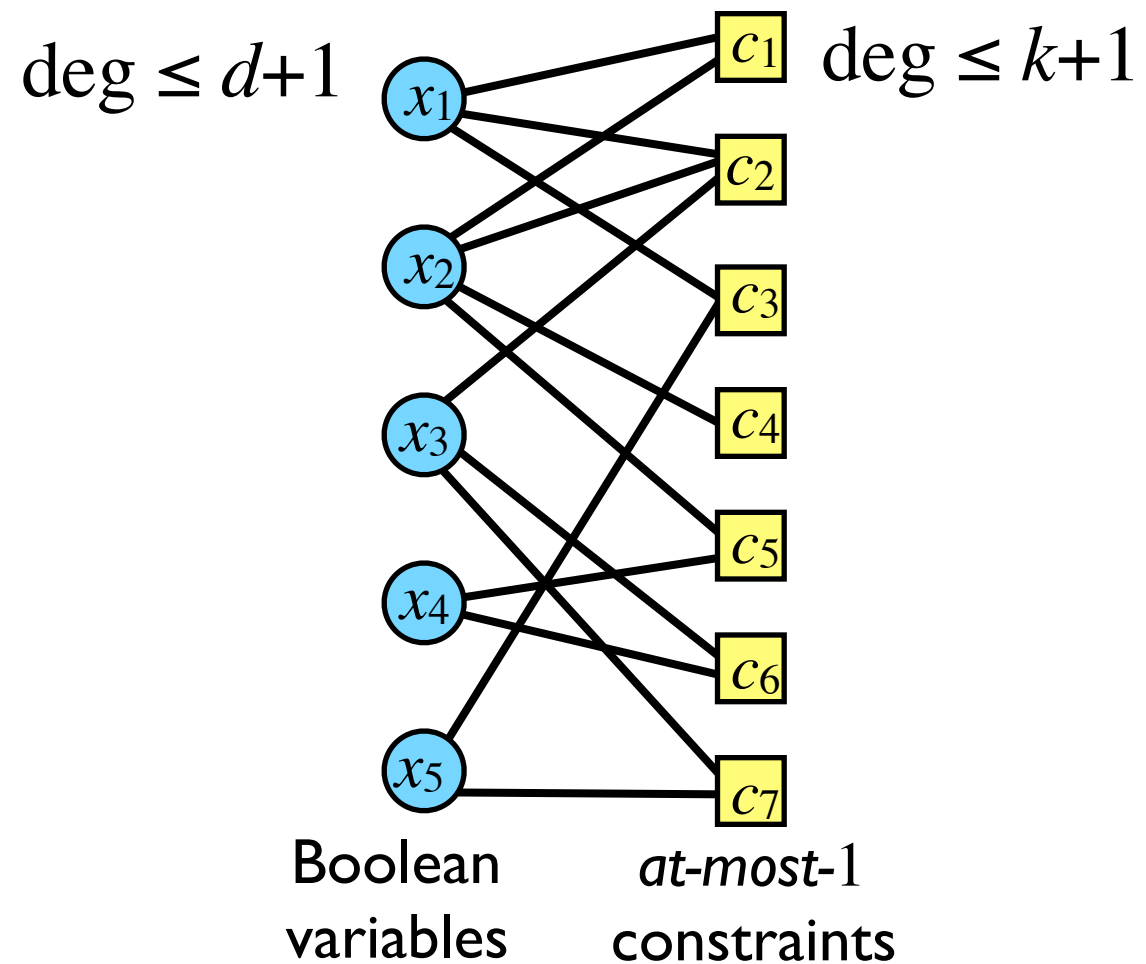 deg ≤ d+1
deg ≤ k+1
x1
x2
x3
x4
x5
c1
c2
c3
c4
c5
c6
c7
Boolean
variables
at-most-1
constraints